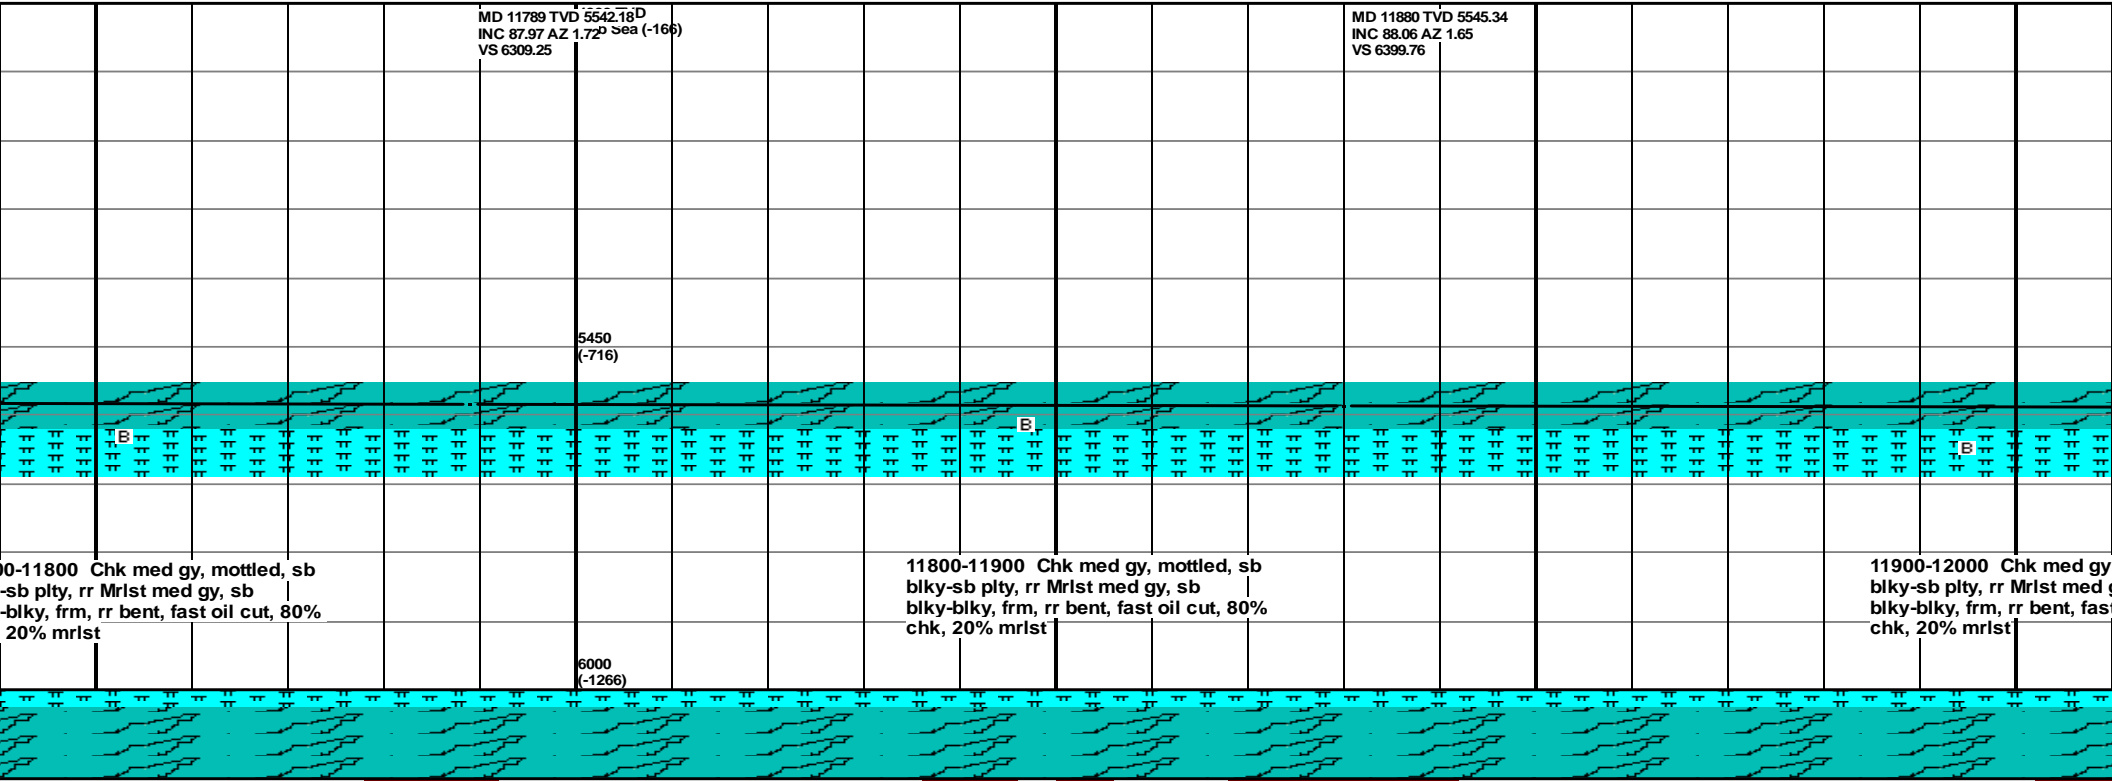 MD 11789 TVD 5542.18
INC 87.97 AZ 1.72
VS 6309.25
Sea (-166)
MD 11880 TVD 5545.34
INC 88.06 AZ 1.65
VS 6399.76
5450
(-716)
B
B
B
00-11800 Chk med gy, mottled, sb
-sb plty, rr Mrlst med gy, sb
-blky, frm, rr bent, fast oil cut, 80%
20% mrlst
11800-11900 Chk med gy, mottled, sb
blky-sb plty, rr Mrlst med gy, sb
blky-blky, frm, rr bent, fast oil cut, 80%
chk, 20% mrlst
11900-12000 Chk med gy
blky-sb plty, rr Mrlst med
blky-blky, frm, rr bent, fast
chk, 20% mrlst
6000
(-1266)